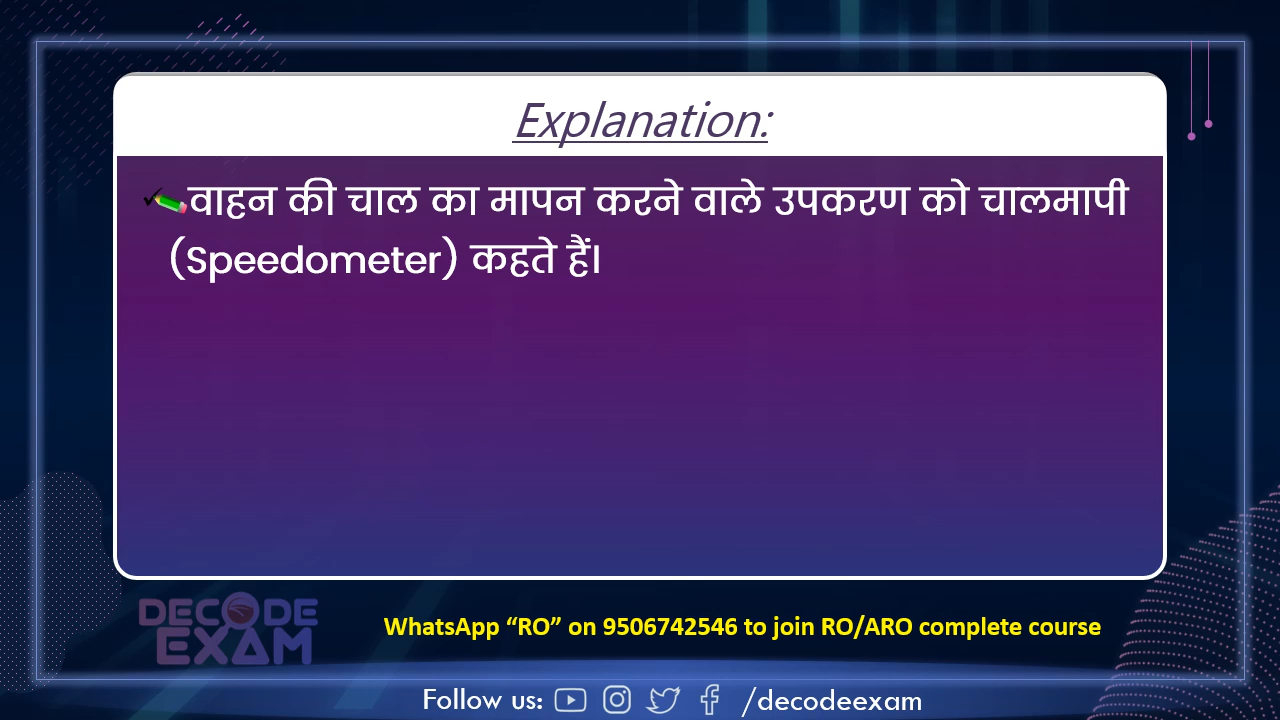 Explanation:
वाहन की चाल का मापन करने वाले उपकरण को चालमापी
(Speedometer) कहते हैं।
DECODE
EXAM
WhatsApp “RO” on 9506742546 to join RO/ARO complete course
Follow us: /decodeexam